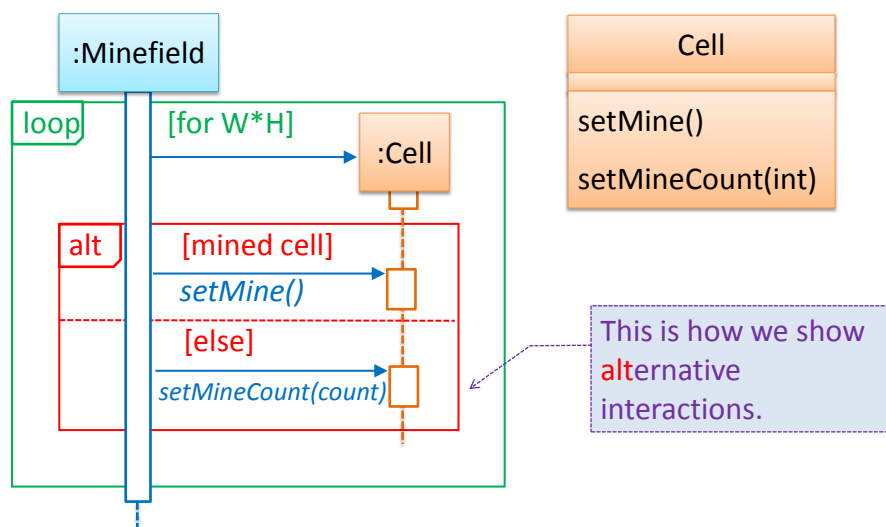 :Minefield
loop
[for W*H]
:Cell
alt
[mined cell]
setMine()
[else]
setMineCount(count)
Cell
setMine()
setMineCount(int)
This is how we show
alternative
interactions.